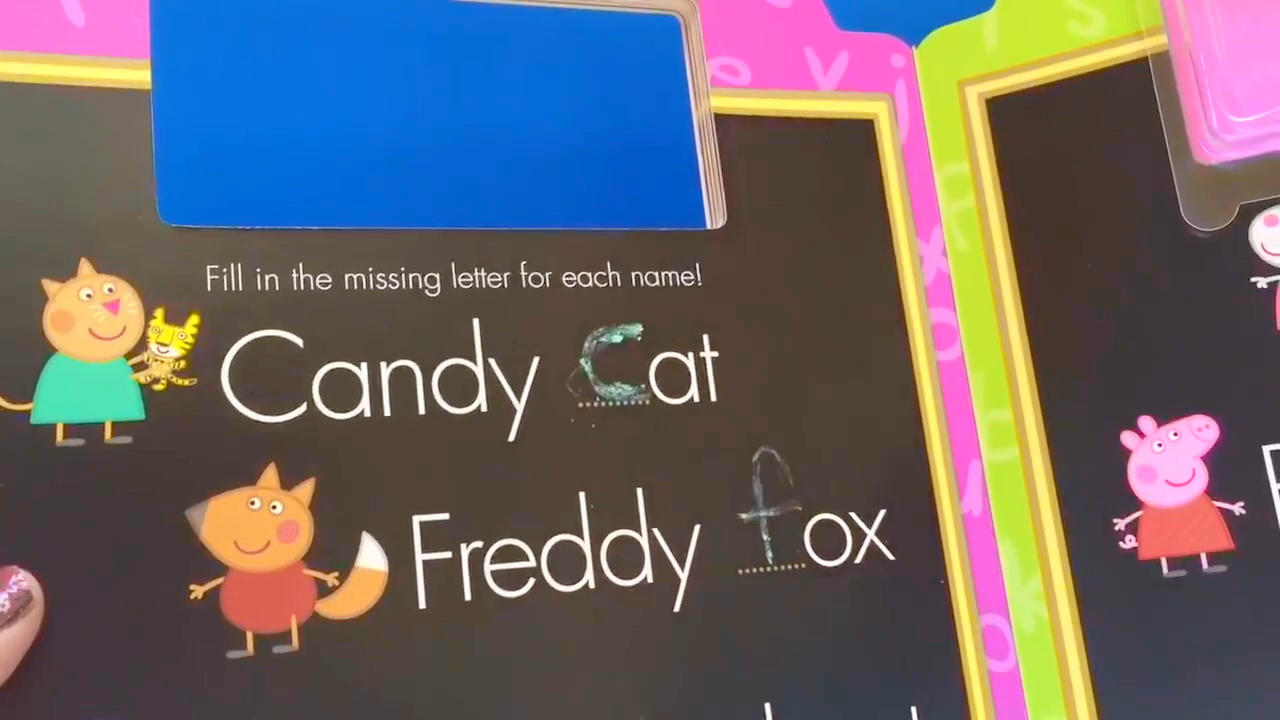 Fill in the missing letter for each name!
Candy Cat
Freddy fox